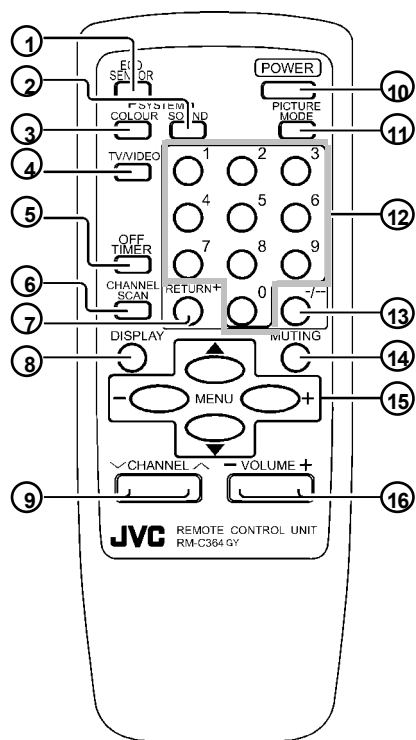 1
ECO
SENSOR
POWER
2
10
SYSTEM
COLOUR SOUND
PICTURE
MODE
3
11
TV/VIDEO
1 2 3
4
4 5 6
12
5
OFF
TIMER
7 8 9
6
CHANNEL
SCAN
RETURN+
0
-/--
7
13
DISPLAY
MUTING
8
14
- MENU +
15
CHANNEL
- VOLUME +
9
16
JVC REMOTE CONTROL UNIT
RM-C364 GY